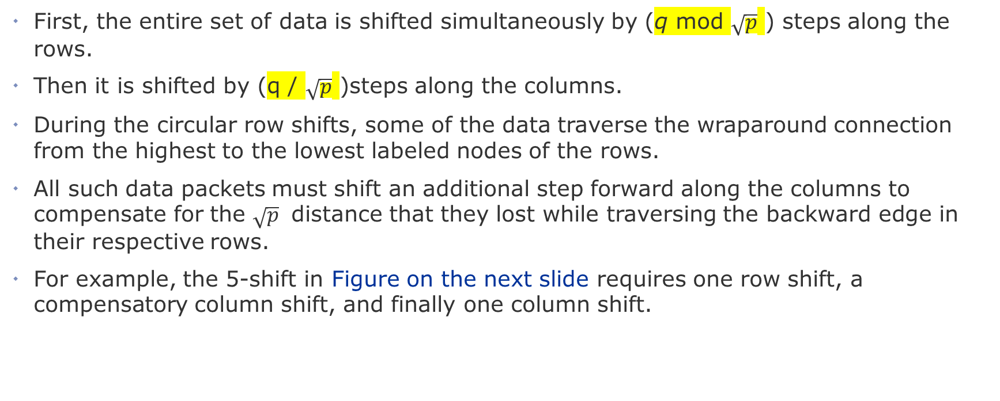 First, the entire set of data is shifted simultaneously by (q mod √p ) steps along the
rows.
Then it is shifted by (q / √p )steps along the columns.
During the circular row shifts, some of the data traverse the wraparound connection
from the highest to the lowest labeled nodes of the rows.
All such data packets must shift an additional step forward along the columns to
compensate for the √p distance that they lost while traversing the backward edge in
their respective rows.
For example, the 5-shift in Figure on the next slide requires one row shift, a
compensatory column shift, and finally one column shift.